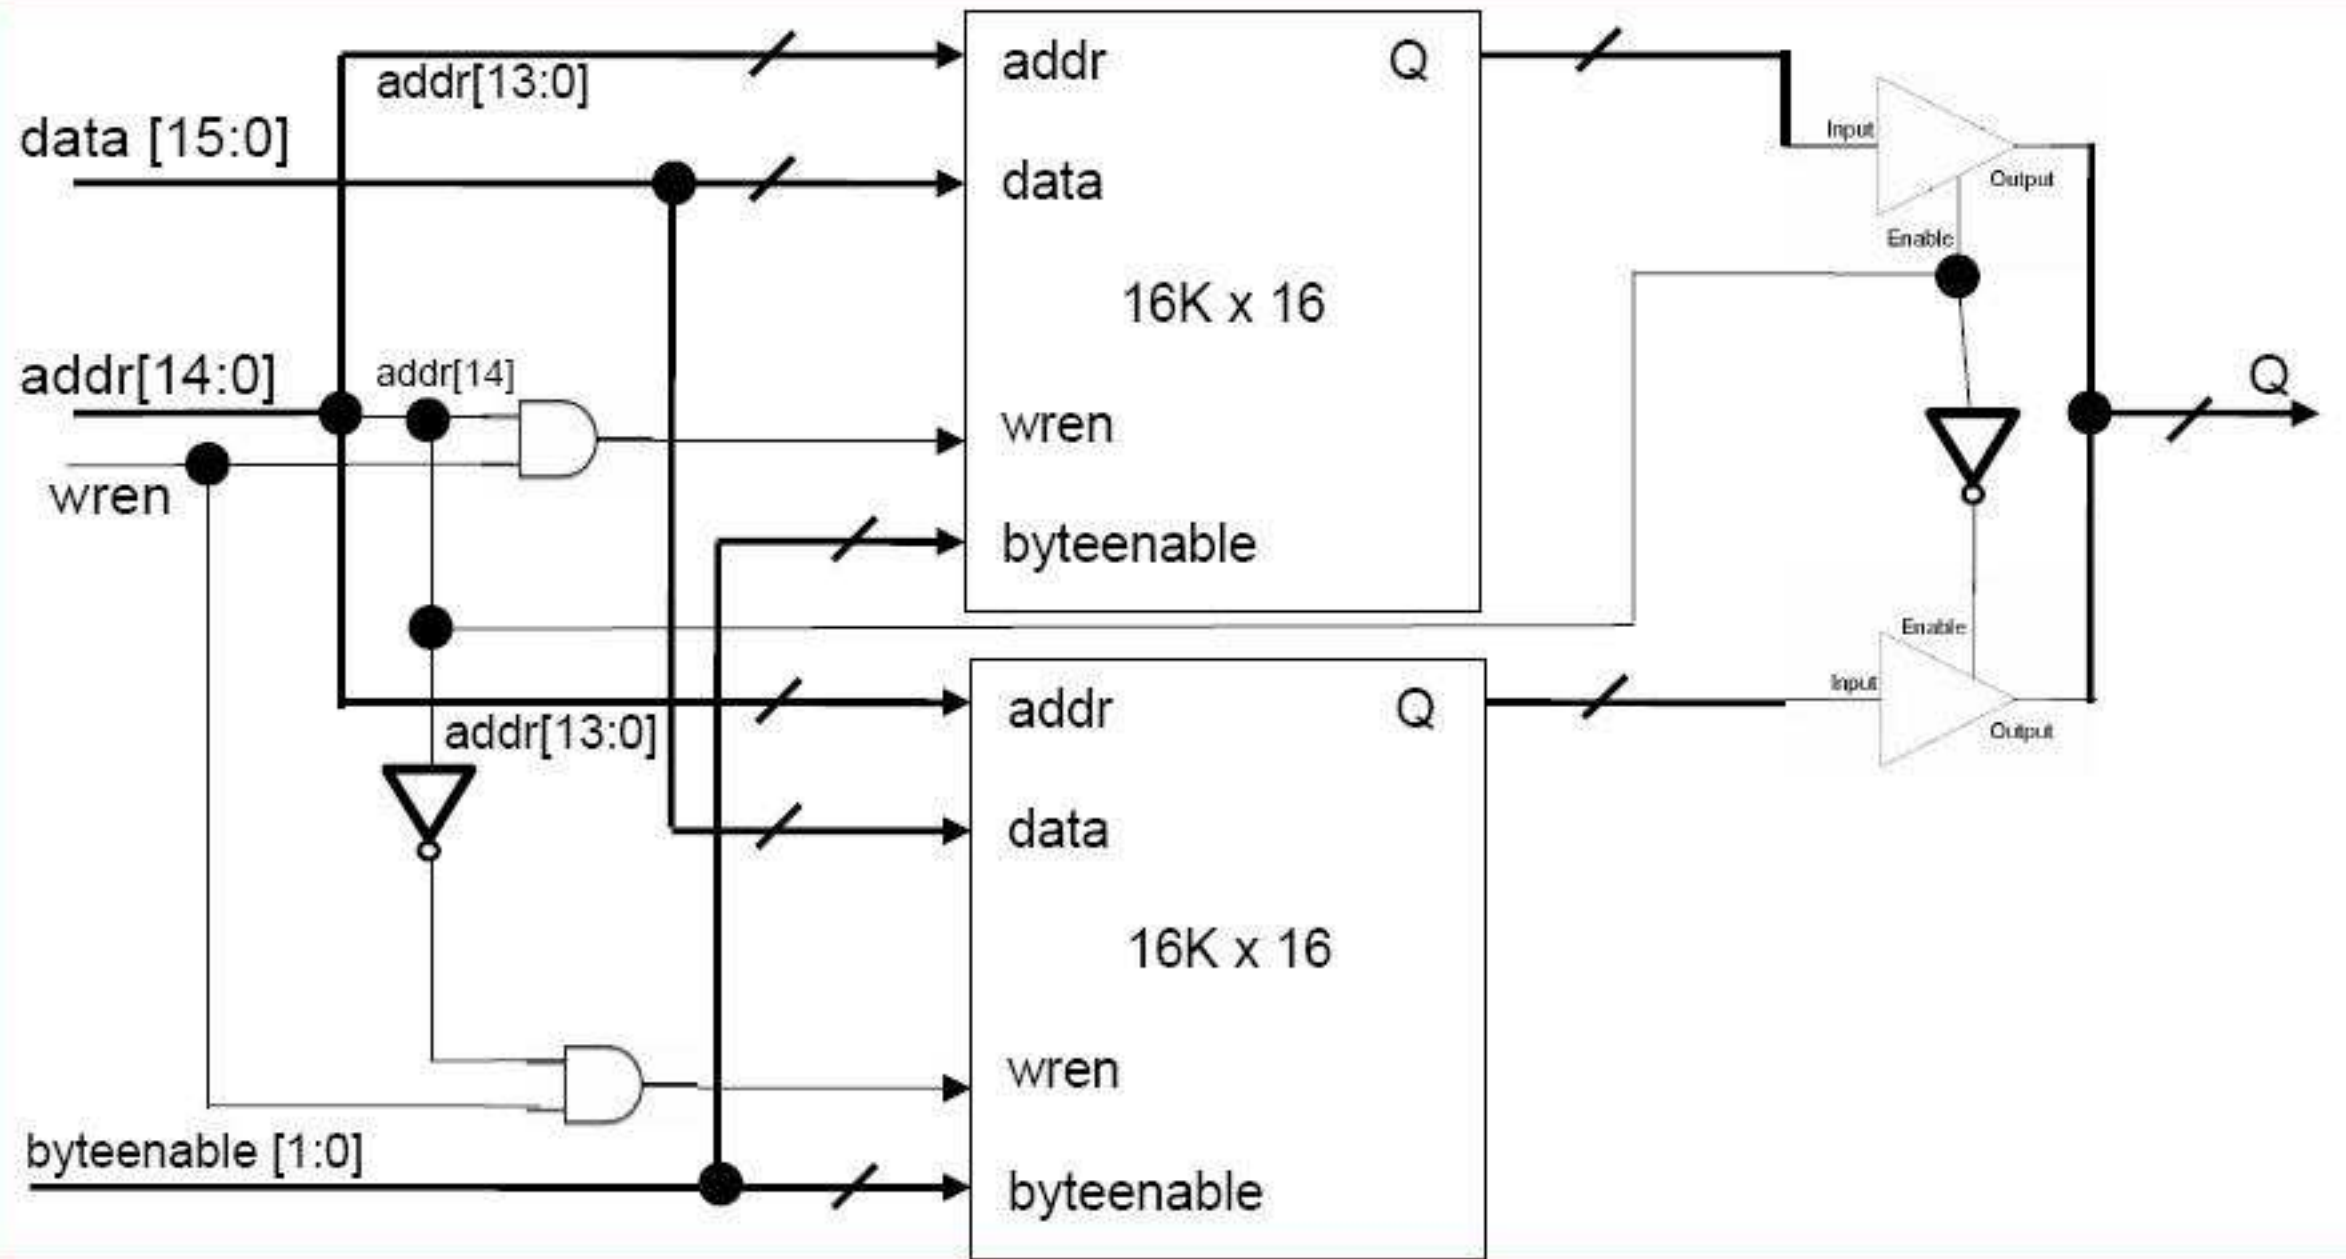 addr[13:0]
data [15:0]
addr
Q
data
16K x 16
wren
byteenable
addr[14:0]
addr[14]
wren
Input
Output
Enable
Q
addr[13:0]
addr
Q
data
16K x 16
wren
byteenable
Enable
Input
Output
byteenable [1:0]